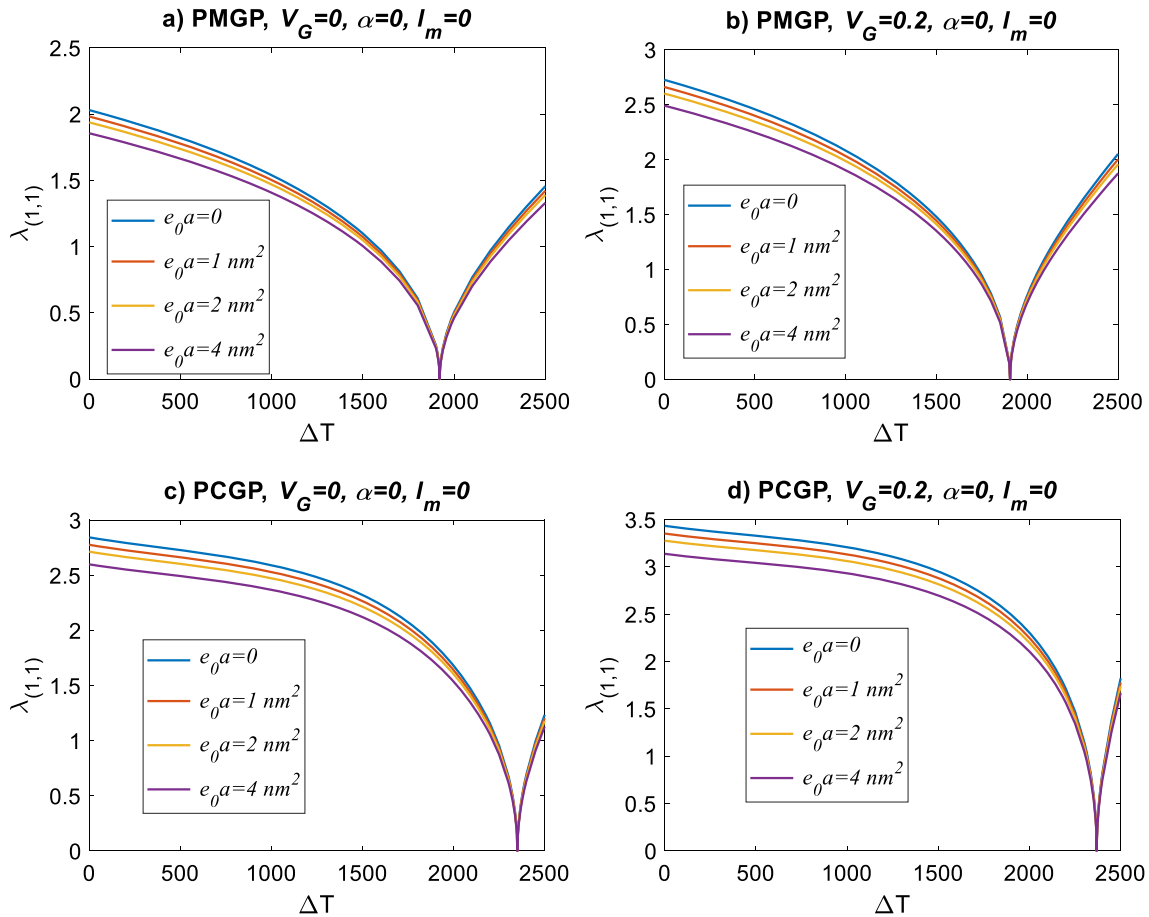 a) PMGP, V_G=0, α=0, l_m=0
2.5
2
1.5
1
0.5
0
λ_(1,1)
e_0a=0
e_0a=1 nm^2
e_0a=2 nm^2
e_0a=4 nm^2
0 500 1000 1500 2000 2500
ΔT
b) PMGP, V_G=0.2, α=0, l_m=0
3
2.5
2
1.5
1
0.5
0
λ_(1,1)
e_0a=0
e_0a=1 nm^2
e_0a=2 nm^2
e_0a=4 nm^2
0 500 1000 1500 2000 2500
ΔT
c) PCGP, V_G=0, α=0, l_m=0
3
2.5
2
1.5
1
0.5
0
λ_(1,1)
e_0a=0
e_0a=1 nm^2
e_0a=2 nm^2
e_0a=4 nm^2
0 500 1000 1500 2000 2500
ΔT
d) PCGP, V_G=0.2, α=0, l_m=0
3.5
3
2.5
2
1.5
1
0.5
0
λ_(1,1)
e_0a=0
e_0a=1 nm^2
e_0a=2 nm^2
e_0a=4 nm^2
0 500 1000 1500 2000 2500
ΔT